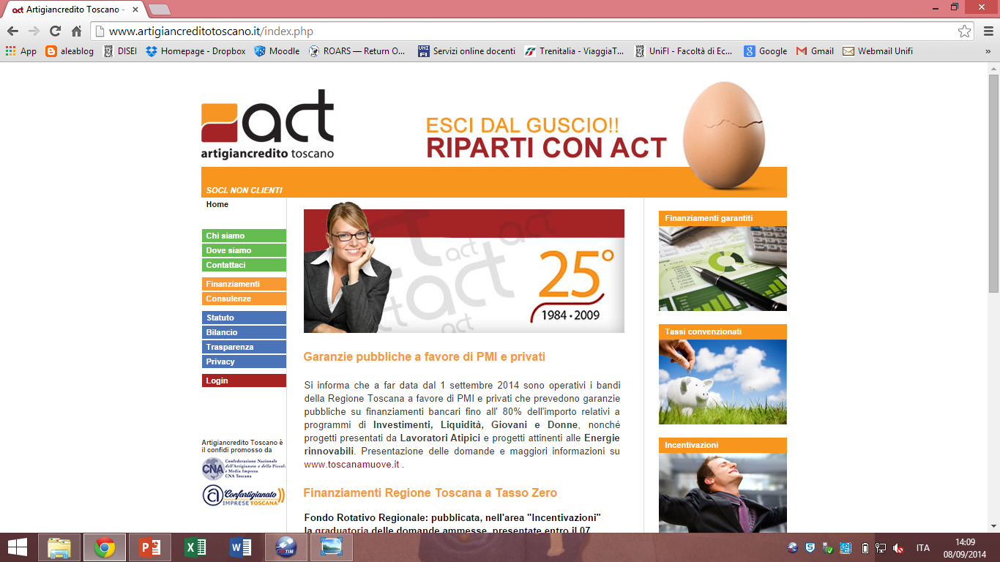 act Artigiancredito Toscano -
www.artigiancreditotoscano.it/index.php
App aleablog DISEI Homepage - Dropbox Moodle ROARS — Return O... Servizi online docenti Trenitalia - ViaggiaT... UniFI - Facoltà di Ec... Google Gmail Webmail Unifi »
act
artigiancredito toscano
ESCI DAL GUSCIO!!
RIPARTI CON ACT
SOCI. NON CLIENTI
Home
Chi siamo
Dove siamo
Contattaci
Finanziamenti
Consulenze
Statuto
Bilancio
Trasparenza
Privacy
Login
Artigiancredito Toscano è
il confidi promosso da
CNA
Confederazione Nazionale
dell'Artigianato e della Piccola
e Media Impresa
CNA Toscana
Confartigianato
IMPRESE TOSCANA
act
act
act
25°
1984 • 2009
Garanzie pubbliche a favore di PMI e privati
Si informa che a far data dal 1 settembre 2014 sono operativi i bandi
della Regione Toscana a favore di PMI e privati che prevedono garanzie
pubbliche su finanziamenti bancari fino all' 80% dell'importo relativi a
programmi di Investimenti, Liquidità, Giovani e Donne, nonché
progetti presentati da Lavoratori Atipici e progetti attinenti alle Energie
rinnovabili. Presentazione delle domande e maggiori informazioni su
www.toscanamuove.it .
Finanziamenti Regione Toscana a Tasso Zero
Fondo Rotativo Regionale: pubblicata, nell'area "Incentivazioni"
la graduatoria delle domande ammesse, presentate entro il 07
Finanziamenti garantiti
Tassi convenzionati
Incentivazioni
TIM
ITA
14:09
08/09/2014